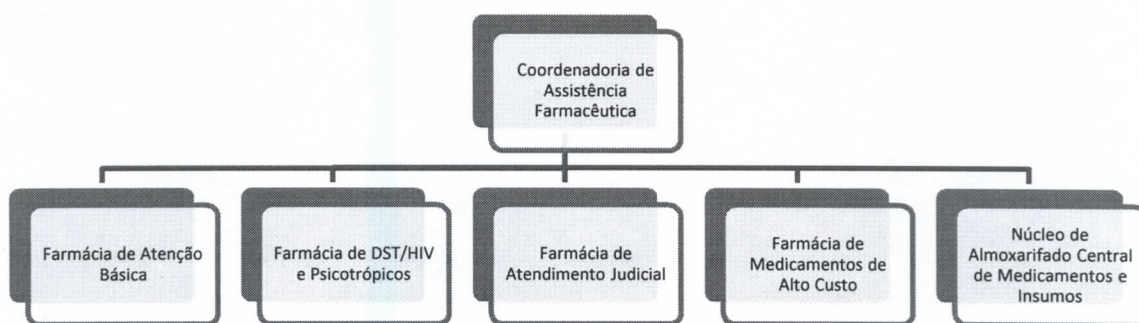 Coordenadoria de
Assistência
Farmacêutica
Farmácia de Atenção
Básica
Farmácia de DST/HIV
e Psicotrópicos
Farmácia de
Atendimento Judicial
Farmácia de
Medicamentos de
Alto Custo
Núcleo de
Almoxarifado Central
de Medicamentos e
Insumos